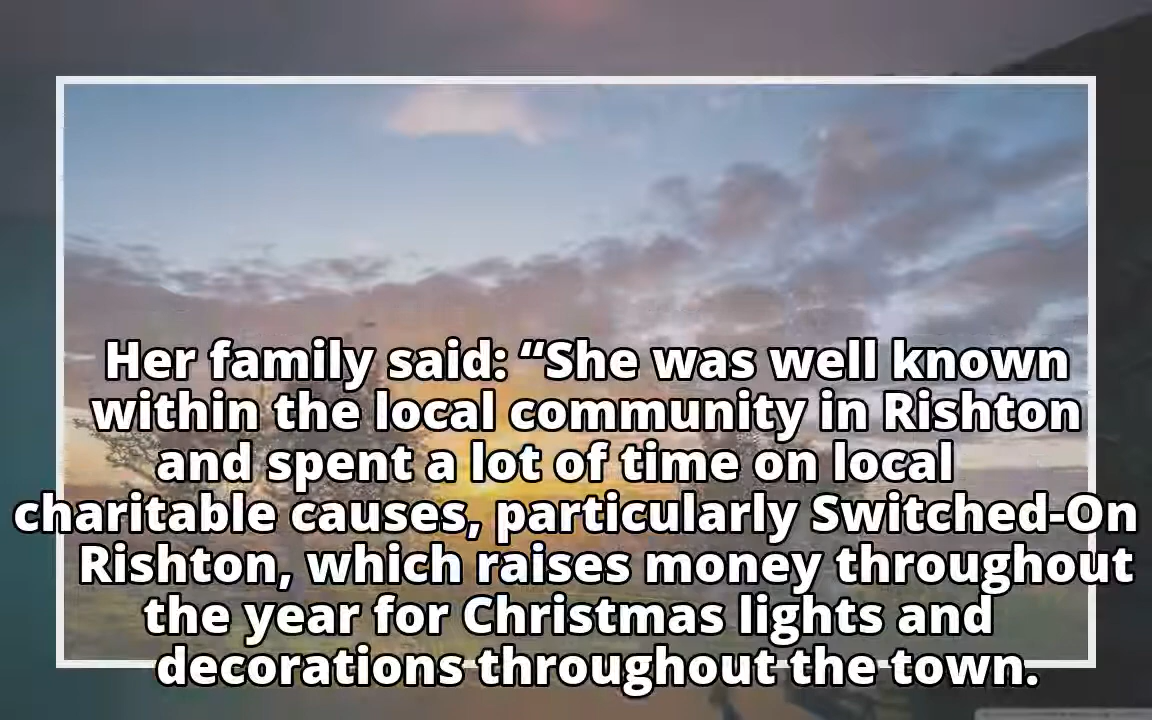 Her family said: “She was well known
within the local community in Rishton
and spent a lot of time on local
charitable causes, particularly Switched-On
Rishton, which raises money throughout
the year for Christmas lights and
decorations throughout the town.